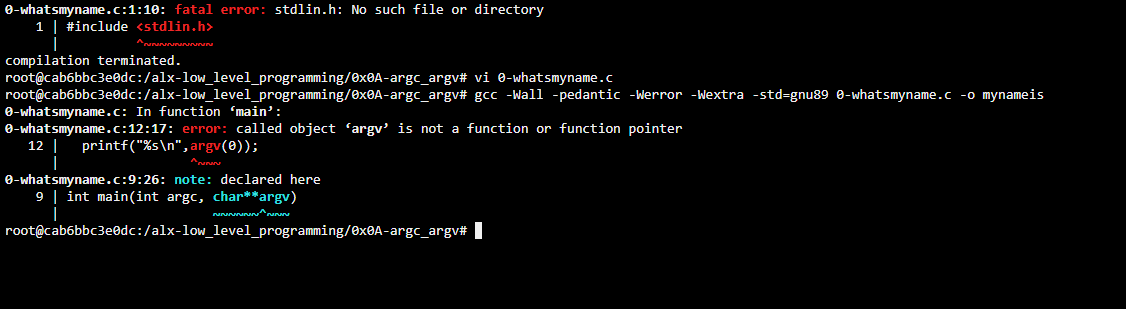 0-whatsmyname.c:1:10: fatal error: stdlin.h: No such file or directory
    1 | #include <stdlin.h>
      |          ^~~~~~~~~~
compilation terminated.
root@cab6bbc3e0dc:/alx-low_level_programming/0x0A-argc_argv# vi 0-whatsmyname.c
root@cab6bbc3e0dc:/alx-low_level_programming/0x0A-argc_argv# gcc -Wall -pedantic -Werror -Wextra -std=gnu89 0-whatsmyname.c -o mynameis
0-whatsmyname.c: In function ‘main’:
0-whatsmyname.c:12:17: error: called object ‘argv’ is not a function or function pointer
   12 |   printf("%s\n",argv(0));
      |                 ^~~~
0-whatsmyname.c:9:26: note: declared here
    9 | int main(int argc, char**argv)
      |                    ~~~~~~^~~~
root@cab6bbc3e0dc:/alx-low_level_programming/0x0A-argc_argv#